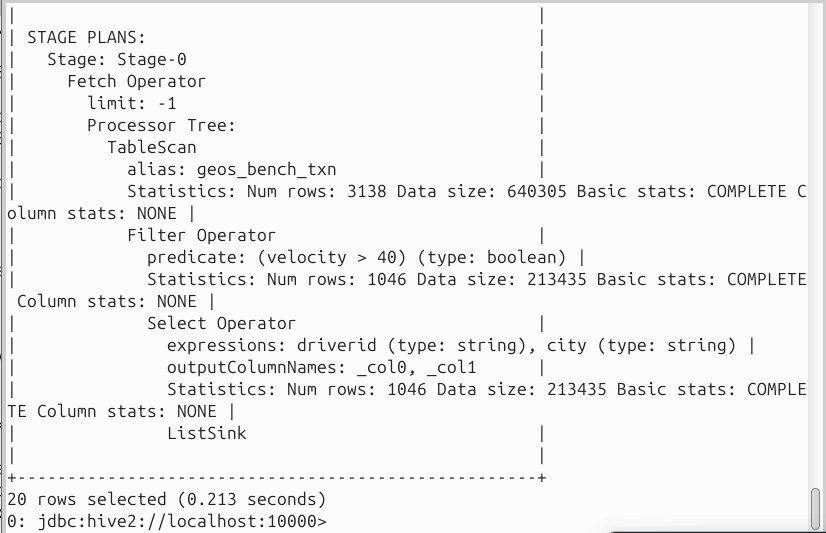 |                                                    |
| STAGE PLANS:                                       |
|   Stage: Stage-0                                   |
|     Fetch Operator                                 |
|       limit: -1                                    |
|       Processor Tree:                              |
|         TableScan                                  |
|           alias: geos_bench_txn                    |
|           Statistics: Num rows: 3138 Data size: 640305 Basic stats: COMPLETE C
olumn stats: NONE |
|           Filter Operator                          |
|             predicate: (velocity > 40) (type: boolean) |
|             Statistics: Num rows: 1046 Data size: 213435 Basic stats: COMPLETE
 Column stats: NONE |
|             Select Operator                        |
|               expressions: driverid (type: string), city (type: string) |
|               outputColumnNames: _col0, _col1      |
|               Statistics: Num rows: 1046 Data size: 213435 Basic stats: COMPLE
TE Column stats: NONE |
|               ListSink                             |
|                                                    |
+----------------------------------------------------+
20 rows selected (0.213 seconds)
0: jdbc:hive2://localhost:10000>